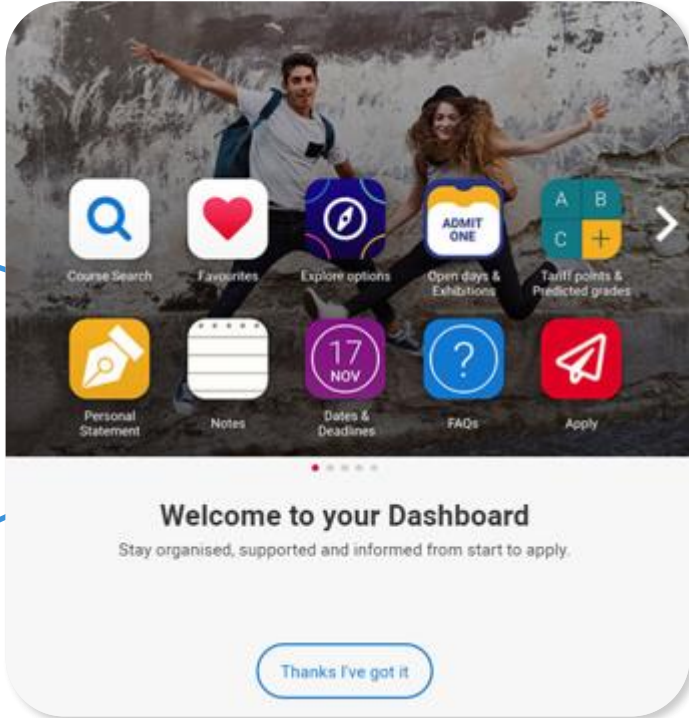 A B
C +
ADMIT
ONE
Course Search
Favourites
Explore options
Open days &
Exhibitions
Tariff points &
Predicted grades
17
NOV
?
Personal
Statement
Notes
Dates &
Deadlines
FAQs
Apply
Welcome to your Dashboard
Stay organised, supported and informed from start to apply.
Thanks I've got it